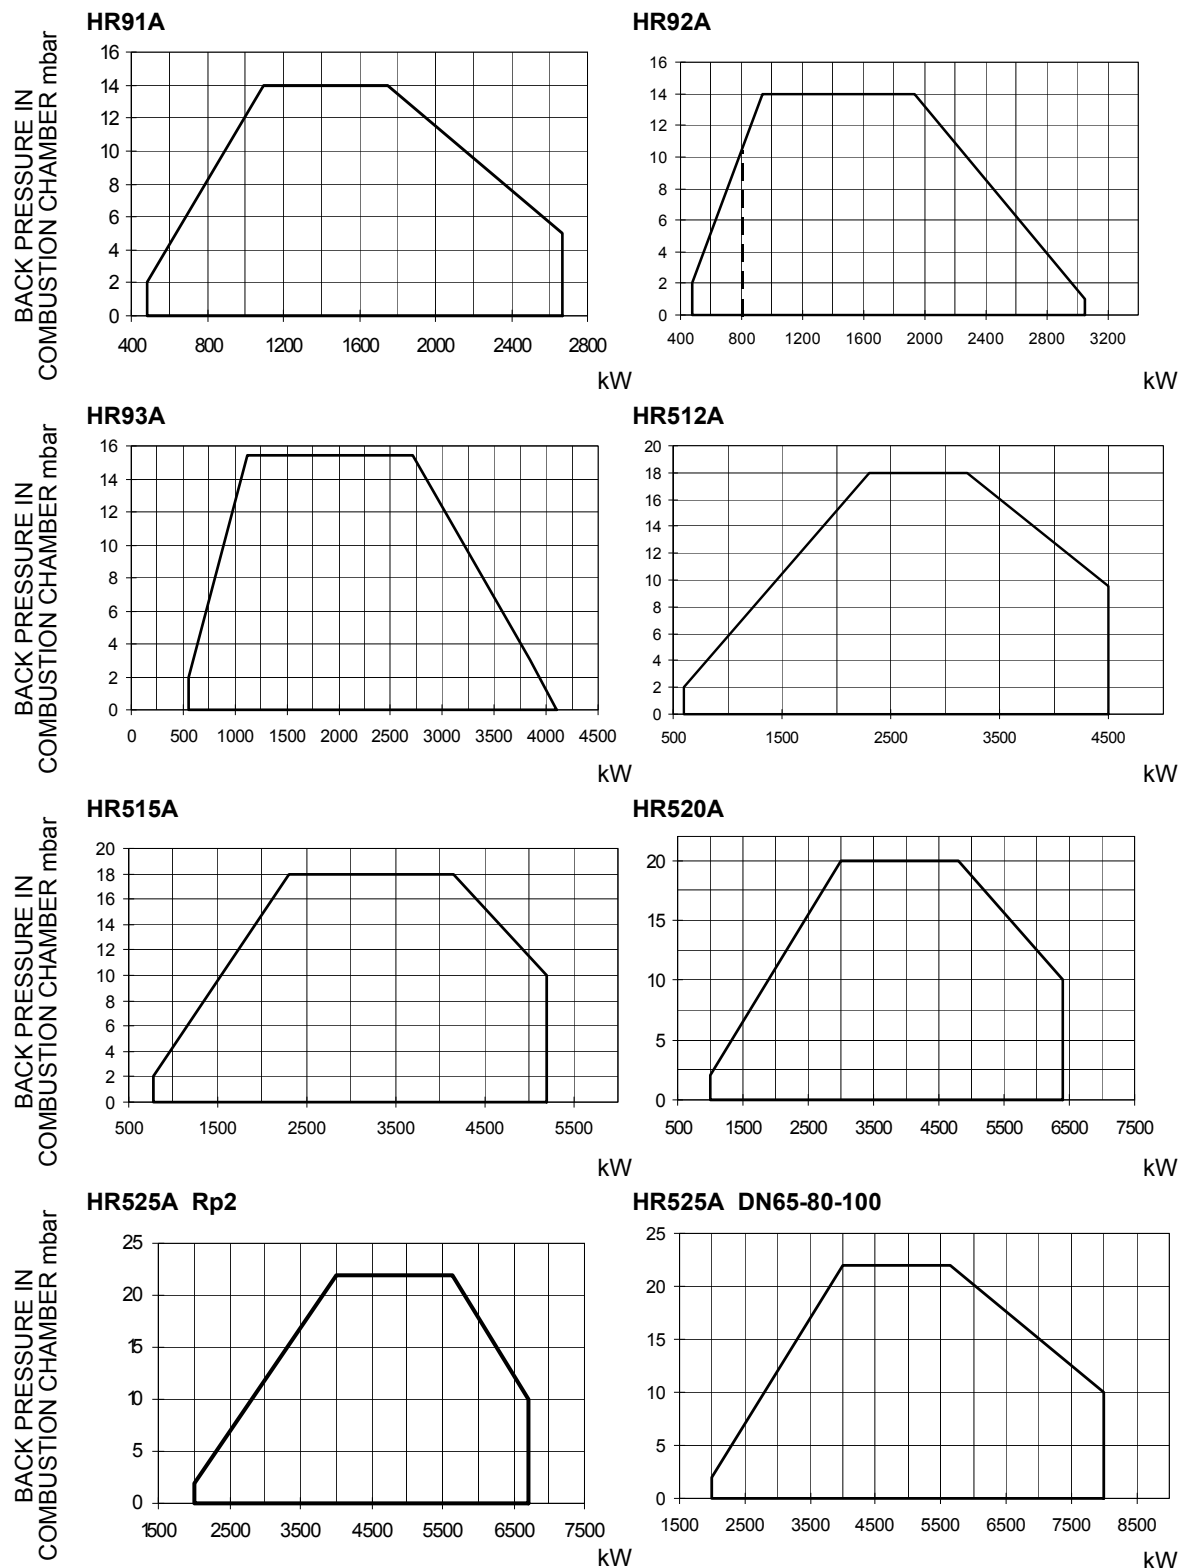 HR91A
BACK PRESSURE IN
COMBUSTION CHAMBER mbar
16
14
12
10
8
6
4
2
0
400 800 1200 1600 2000 2400 2800
kW
HR92A
16
14
12
10
8
6
4
2
0
400 800 1200 1600 2000 2400 2800 3200
kW
HR93A
BACK PRESSURE IN
COMBUSTION CHAMBER mbar
16
14
12
10
8
6
4
2
0
0 500 1000 1500 2000 2500 3000 3500 4000 4500
kW
HR512A
20
18
16
14
12
10
8
6
4
2
0
500 1500 2500 3500 4500
kW
HR515A
BACK PRESSURE IN
COMBUSTION CHAMBER mbar
20
18
16
14
12
10
8
6
4
2
0
500 1500 2500 3500 4500 5500
kW
HR520A
20
15
10
5
0
500 1500 2500 3500 4500 5500 6500 7500
kW
HR525A Rp2
BACK PRESSURE IN
COMBUSTION CHAMBER mbar
25
20
15
10
5
0
1500 2500 3500 4500 5500 6500 7500
kW
HR525A DN65-80-100
25
20
15
10
5
0
1500 2500 3500 4500 5500 6500 7500 8500
kW